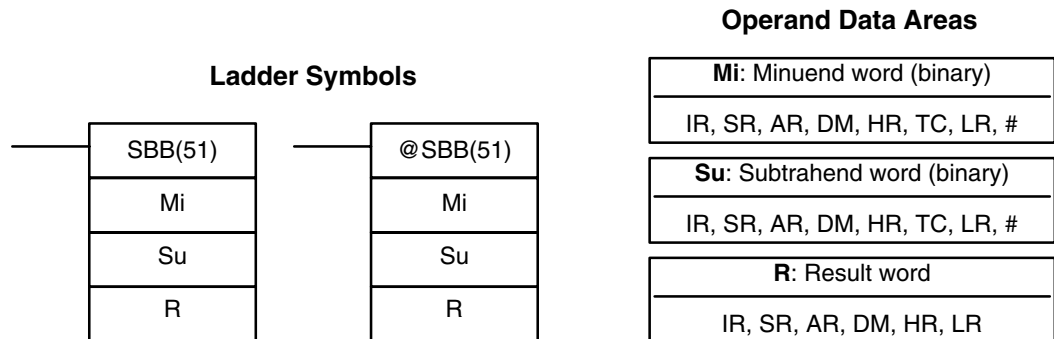 Ladder Symbols
SBB(51)
Mi
Su
R
@SBB(51)
Mi
Su
R
Operand Data Areas
Mi: Minuend word (binary)
IR, SR, AR, DM, HR, TC, LR, #
Su: Subtrahend word (binary)
IR, SR, AR, DM, HR, TC, LR, #
R: Result word
IR, SR, AR, DM, HR, LR